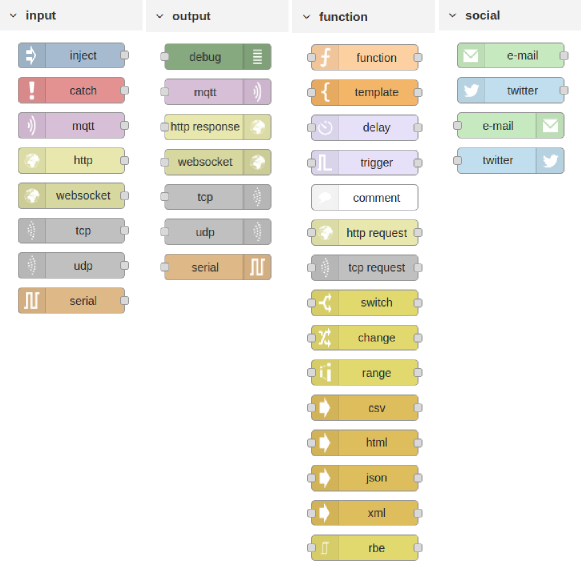 input
inject
catch
mqtt
http
websocket
tcp
udp
serial
output
debug
mqtt
http response
websocket
tcp
udp
serial
function
function
template
delay
trigger
comment
http request
tcp request
switch
change
range
csv
html
json
xml
rbe
social
e-mail
twitter
e-mail
twitter